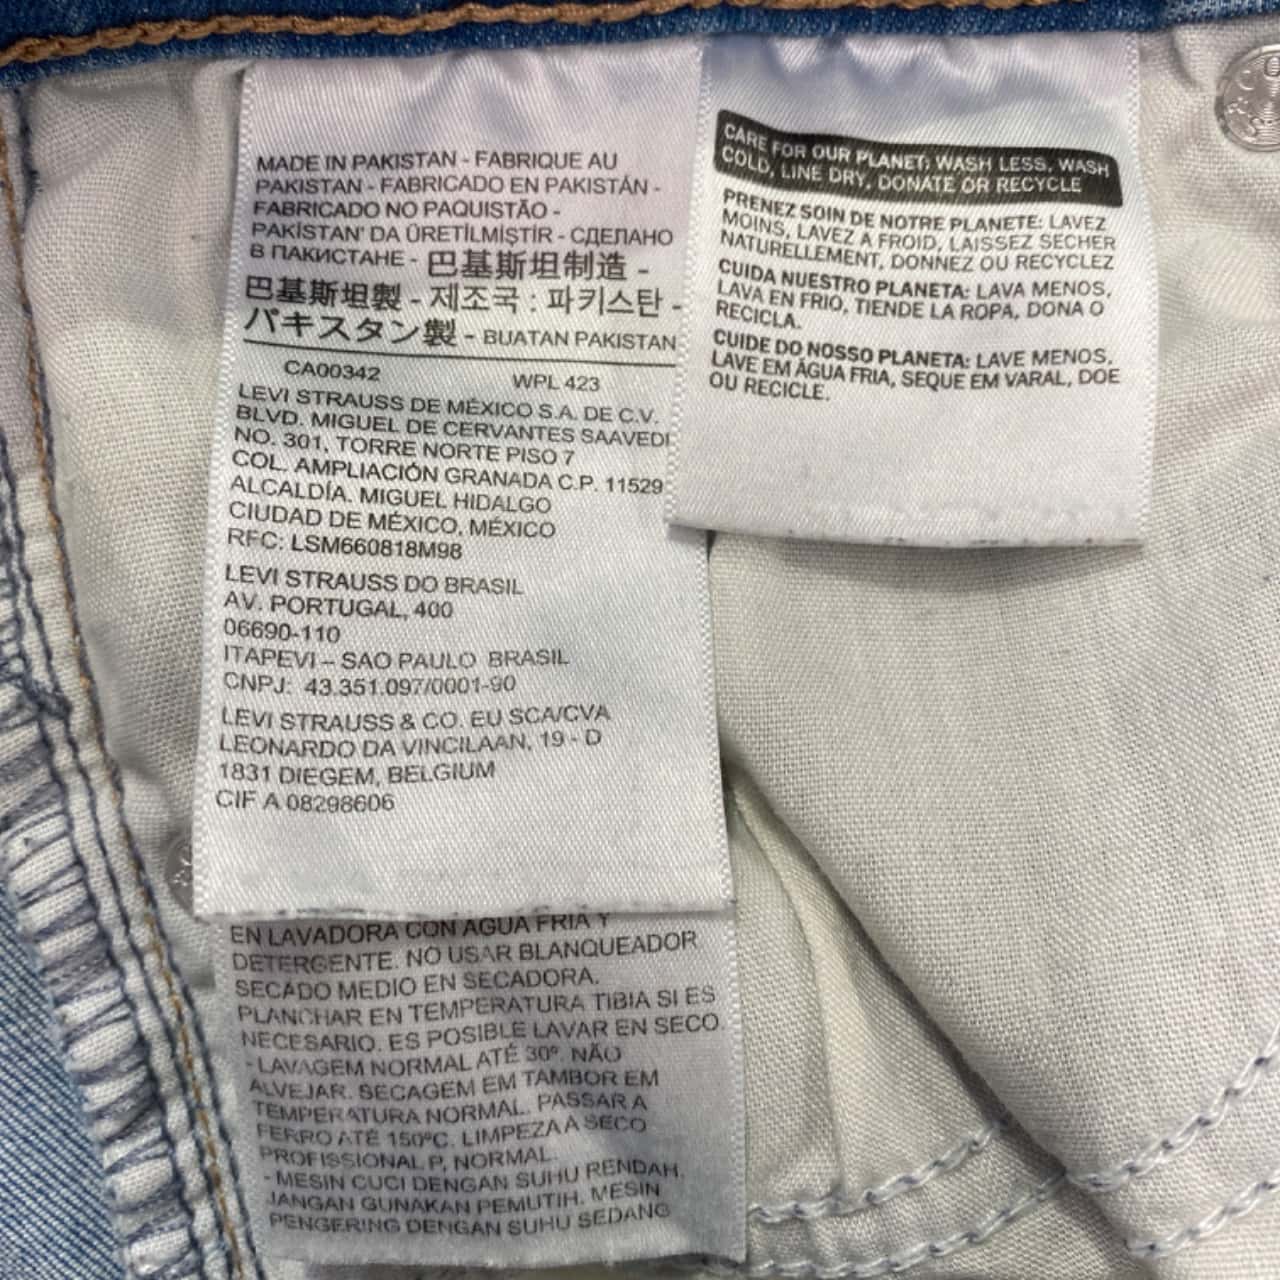 MADE IN PAKISTAN - FABRIQUE AU
PAKISTAN - FABRICADO EN PAKISTÁN -
FABRICADO NO PAQUISTÃO -
PAKİSTAN' DA ÜRETİLMİŞTİR - СДЕЛАНО
В ПАКИСТАНЕ - 巴基斯坦制造 -
巴基斯坦製 - 제조국 : 파키스탄 -
パキスタン製 - BUATAN PAKISTAN
CA00342 WPL 423
LEVI STRAUSS DE MÉXICO S.A. DE C.V.
BLVD. MIGUEL DE CERVANTES SAAVED
NO. 301, TORRE NORTE PISO 7
COL. AMPLIACIÓN GRANADA C.P. 11529
ALCALDÍA. MIGUEL HIDALGO
CIUDAD DE MÉXICO, MÉXICO
RFC: LSM660818M98
LEVI STRAUSS DO BRASIL
AV. PORTUGAL, 400
06690-110
ITAPEVI – SAO PAULO BRASIL
CNPJ: 43.351.097/0001-90
LEVI STRAUSS & CO. EU SCA/CVA
LEONARDO DA VINCILAAN, 19 - D
1831 DIEGEM, BELGIUM
CIF A 08298606
EN LAVADORA CON AGUA FRIA Y
DETERGENTE. NO USAR BLANQUEADOR
SECADO MEDIO EN SECADORA.
PLANCHAR EN TEMPERATURA TIBIA SI ES
NECESARIO. ES POSIBLE LAVAR EN SECO.
- LAVAGEM NORMAL ATÉ 30º. NÃO
ALVEJAR. SECAGEM EM TAMBOR EM
TEMPERATURA NORMAL. PASSAR A
FERRO ATÉ 150ºC. LIMPEZA A SECO
PROFISSIONAL P, NORMAL.
- MESIN CUCI DENGAN SUHU RENDAH.
JANGAN GUNAKAN PEMUTIH. MESIN
PENGERING DENGAN SUHU SEDANG
CARE FOR OUR PLANET: WASH LESS, WASH
COLD, LINE DRY, DONATE OR RECYCLE
PRENEZ SOIN DE NOTRE PLANETE: LAVEZ
MOINS, LAVEZ A FROID, LAISSEZ SECHER
NATURELLEMENT, DONNEZ OU RECYCLEZ
CUIDA NUESTRO PLANETA: LAVA MENOS,
LAVA EN FRIO, TIENDE LA ROPA, DONA O
RECICLA.
CUIDE DO NOSSO PLANETA: LAVE MENOS,
LAVE EM ÁGUA FRIA, SEQUE EM VARAL, DOE
OU RECICLE.